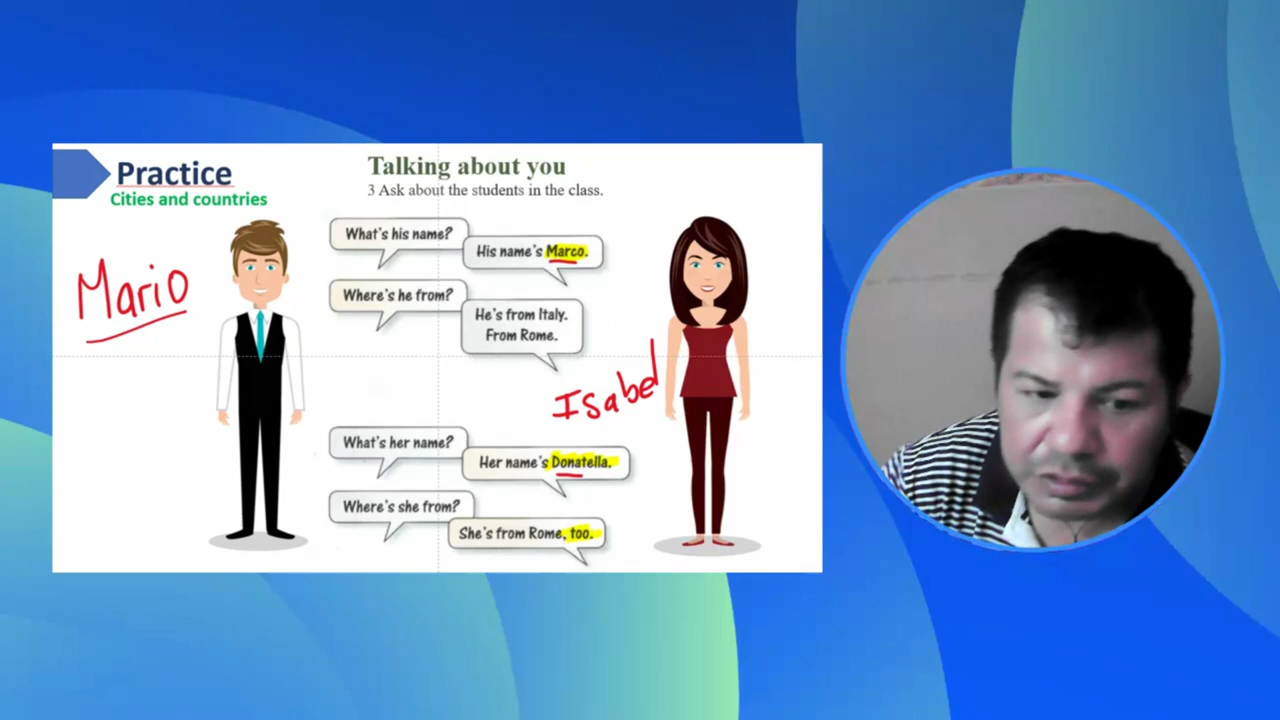 Practice
Cities and countries
Talking about you
3 Ask about the students in the class.
What's his name?
His name's Marco.
Mario
Where's he from?
He's from Italy.
From Rome.
Isabel
What's her name?
Her name's Donatella.
Where's she from?
She's from Rome, too.